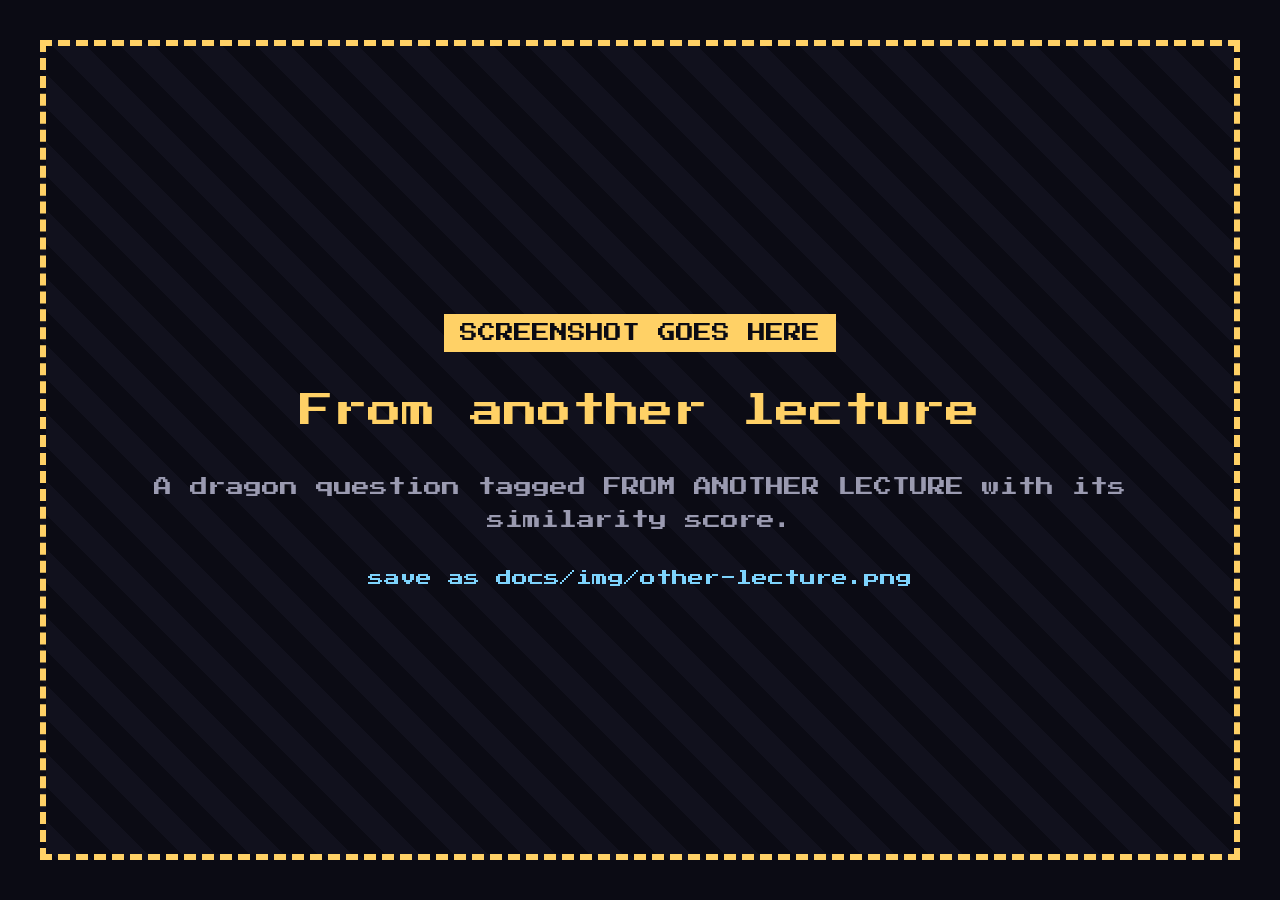 SCREENSHOT GOES HERE
From another lecture
A dragon question tagged FROM ANOTHER LECTURE with its
similarity score.
save as docs/img/other-lecture.png